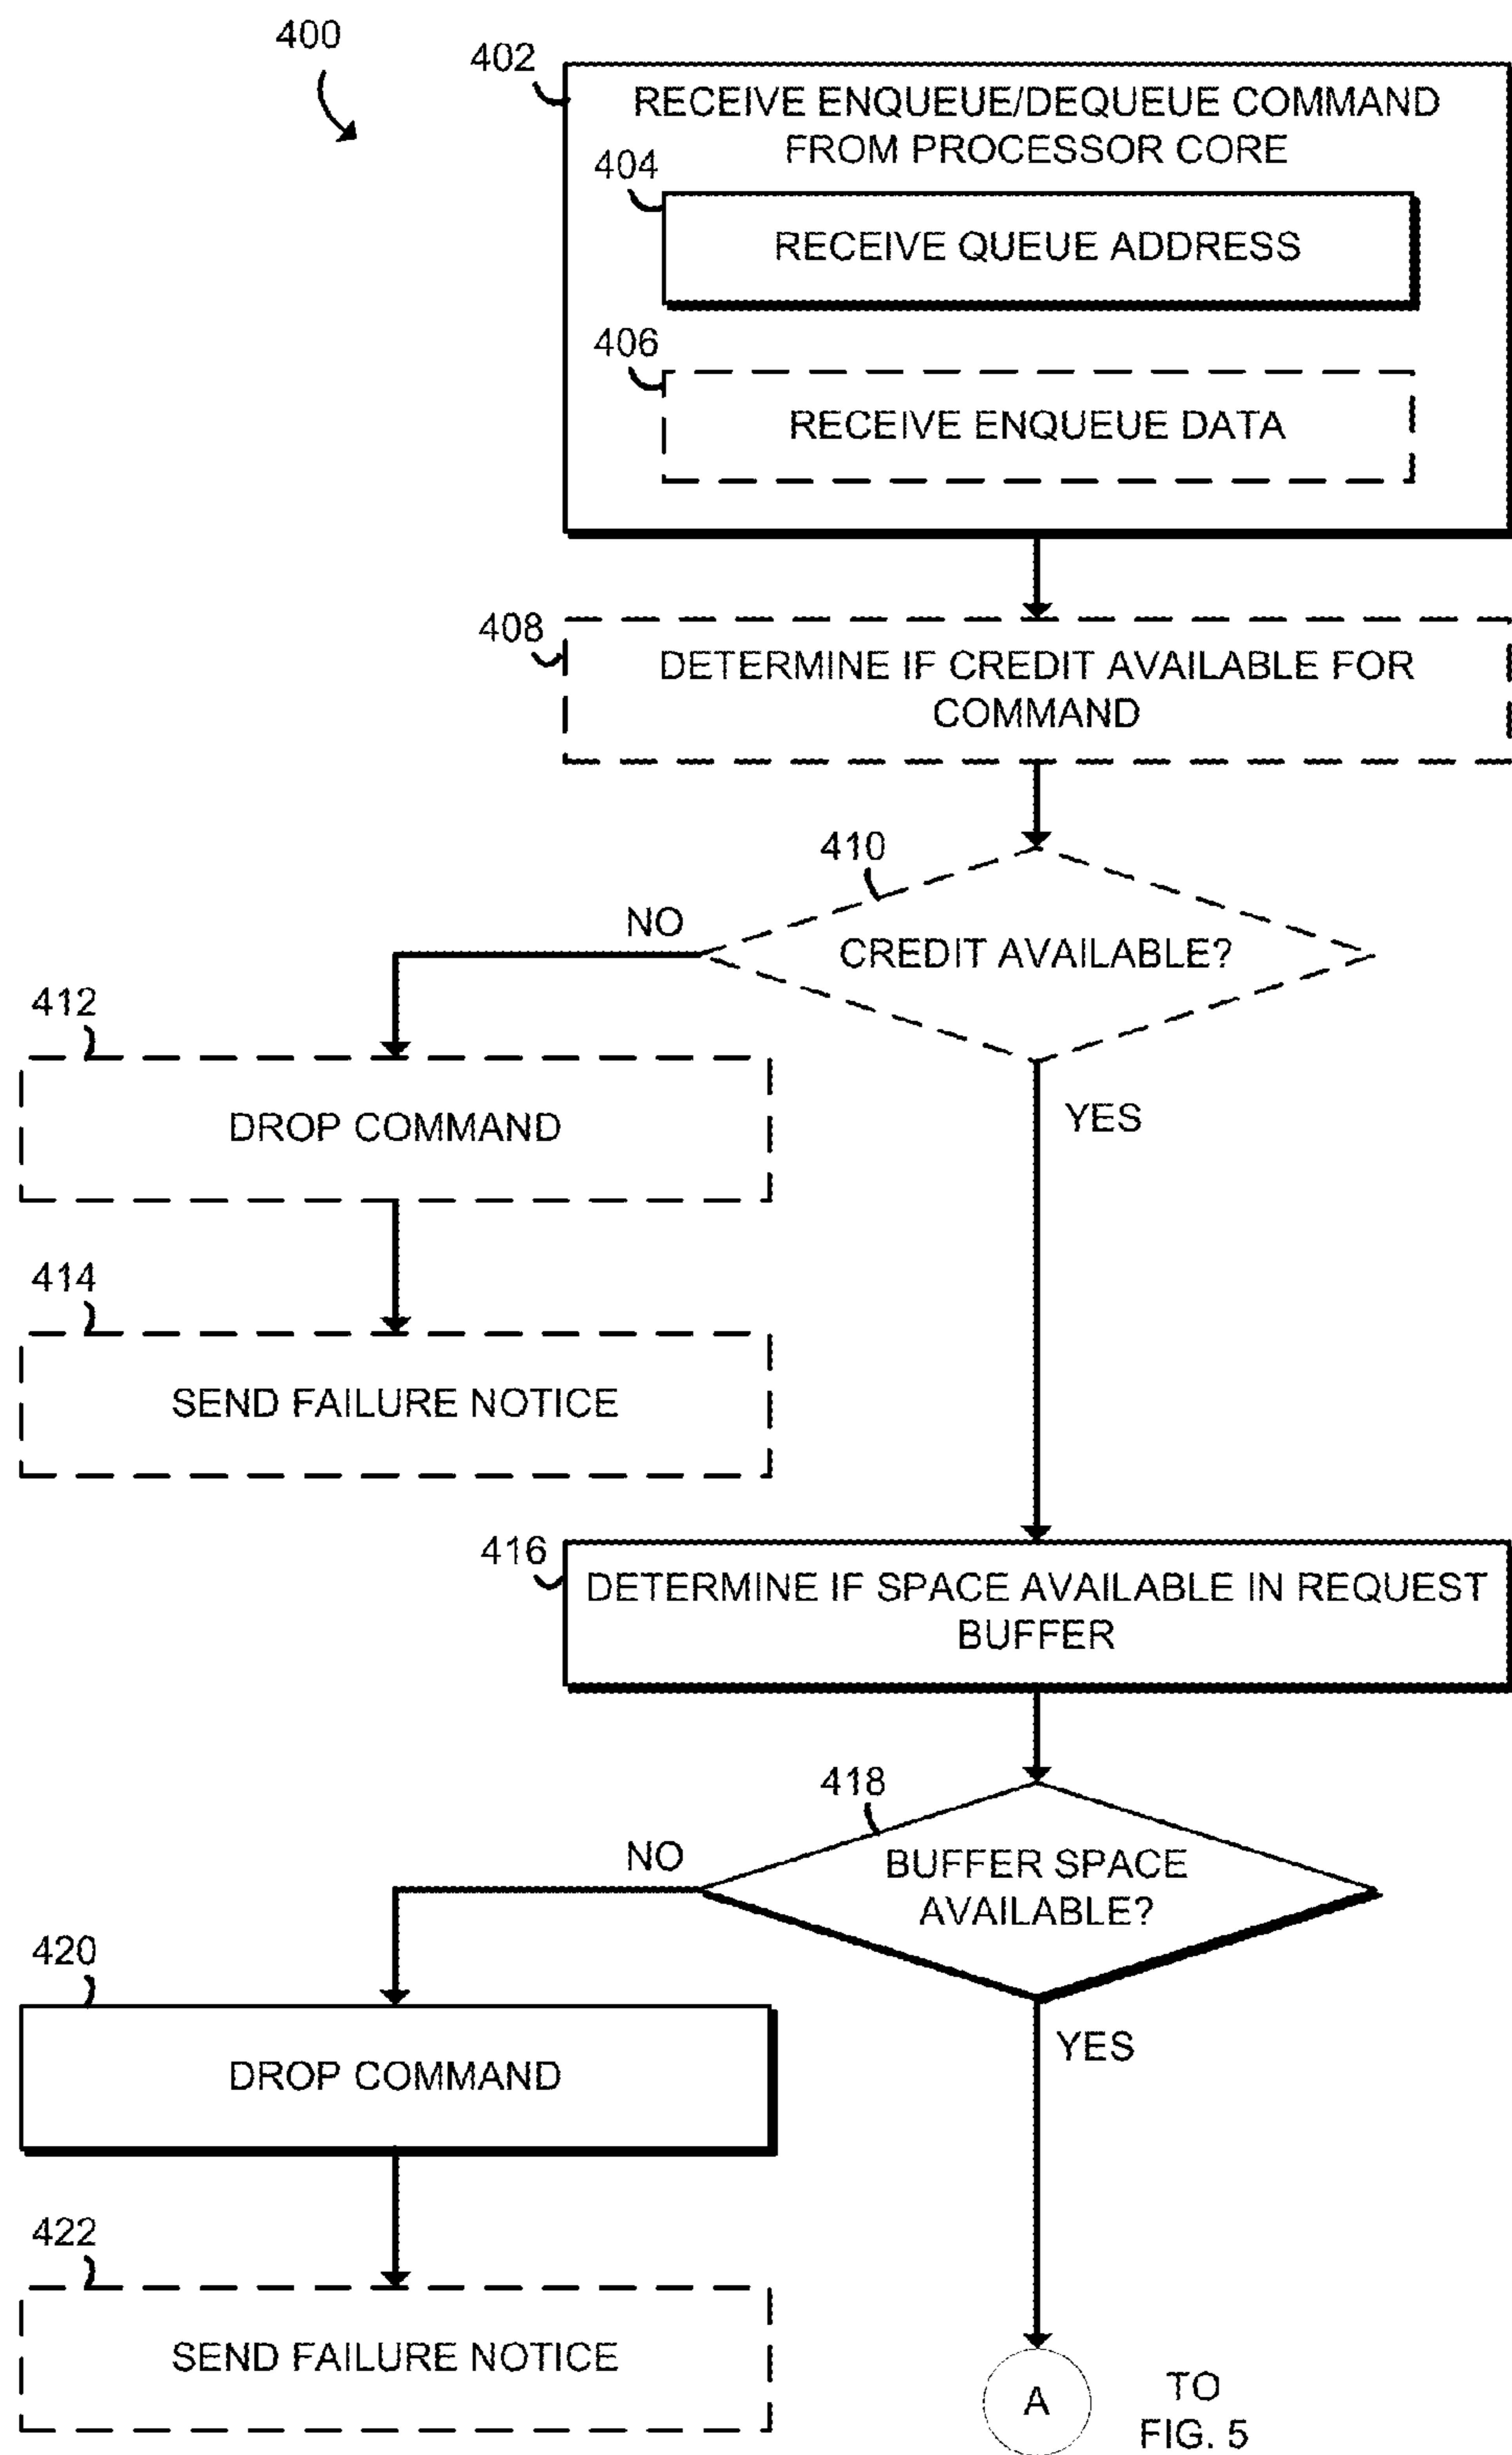 400
402
RECEIVE ENQUEUE/DEQUEUE COMMAND
FROM PROCESSOR CORE
404
RECEIVE QUEUE ADDRESS
406
RECEIVE ENQUEUE DATA
408
DETERMINE IF CREDIT AVAILABLE FOR
COMMAND
410
NO
CREDIT AVAILABLE?
412
DROP COMMAND
YES
414
SEND FAILURE NOTICE
416
DETERMINE IF SPACE AVAILABLE IN REQUEST
BUFFER
418
NO
BUFFER SPACE
AVAILABLE?
420
DROP COMMAND
YES
422
SEND FAILURE NOTICE
A
TO
FIG. 5